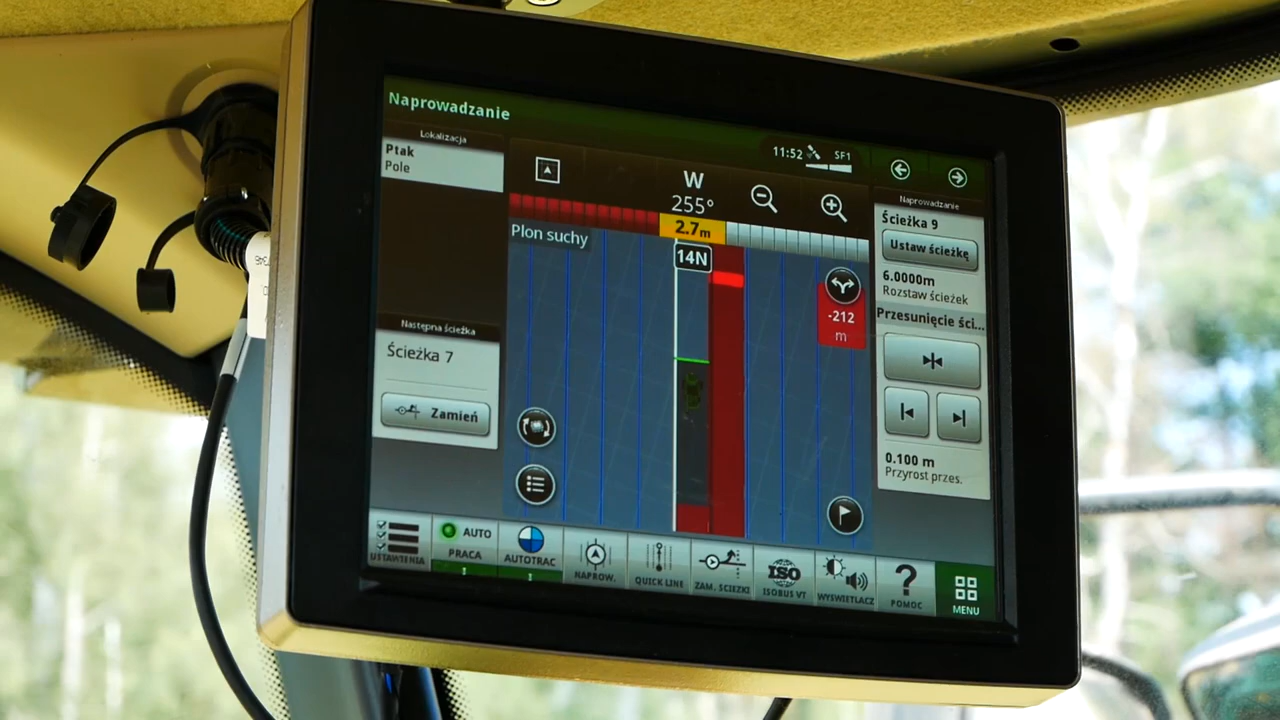 Naprowadzanie
11:52 SF1
Lokalizacja
Ptak
Pole
W
255°
2.7m
Plon suchy
14N
-212
m
Naprowadzanie
Ścieżka 9
Ustaw ścieżkę
6.0000m
Rozstaw ścieżek
Przesunięcie ści...
0.100 m
Przyrost przes.
Następna ścieżka
Ścieżka 7
Zamień
USTAWIENIA
AUTO
PRACA
AUTOTRAC
NAPROW.
QUICK LINE
ZAM. SCIEZKI
ISO
ISOBUS VT
WYSWIETLACZ
?
POMOC
MENU